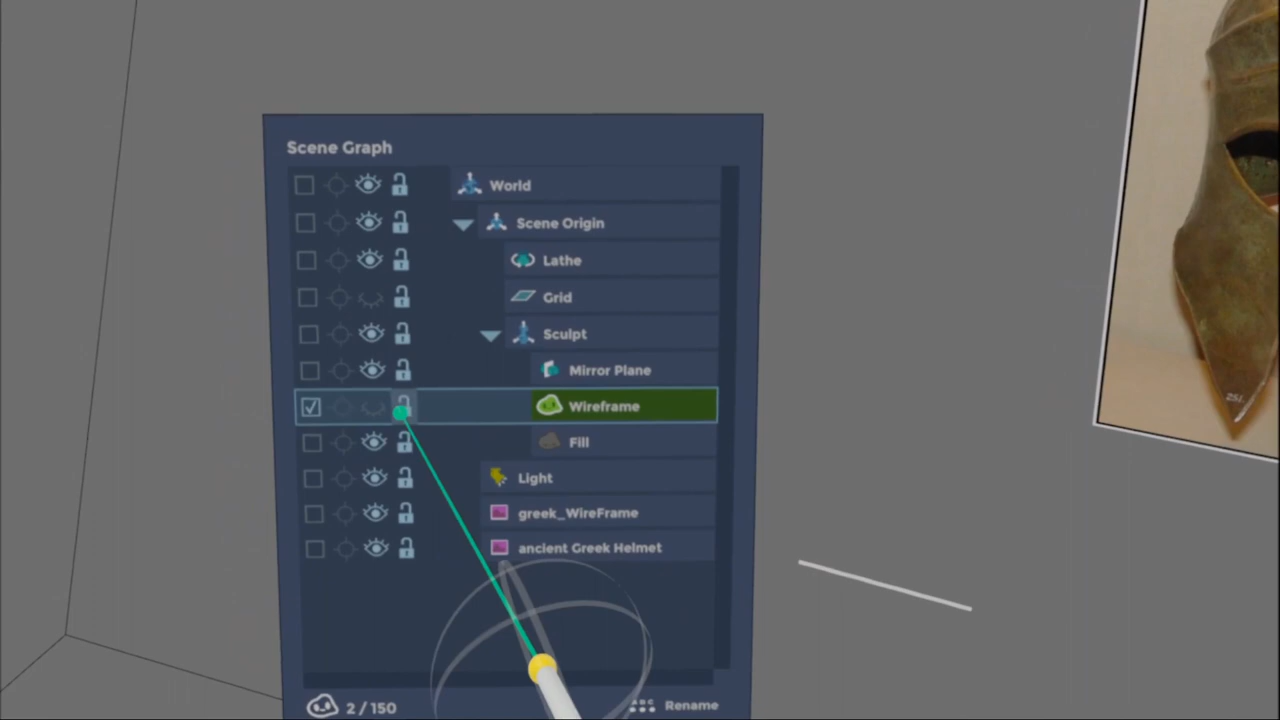 Scene Graph
World
Scene Origin
Lathe
Grid
Sculpt
Mirror Plane
Wireframe
Fill
Light
greek_WireFrame
ancient Greek Helmet
2 / 150
ABC
Rename